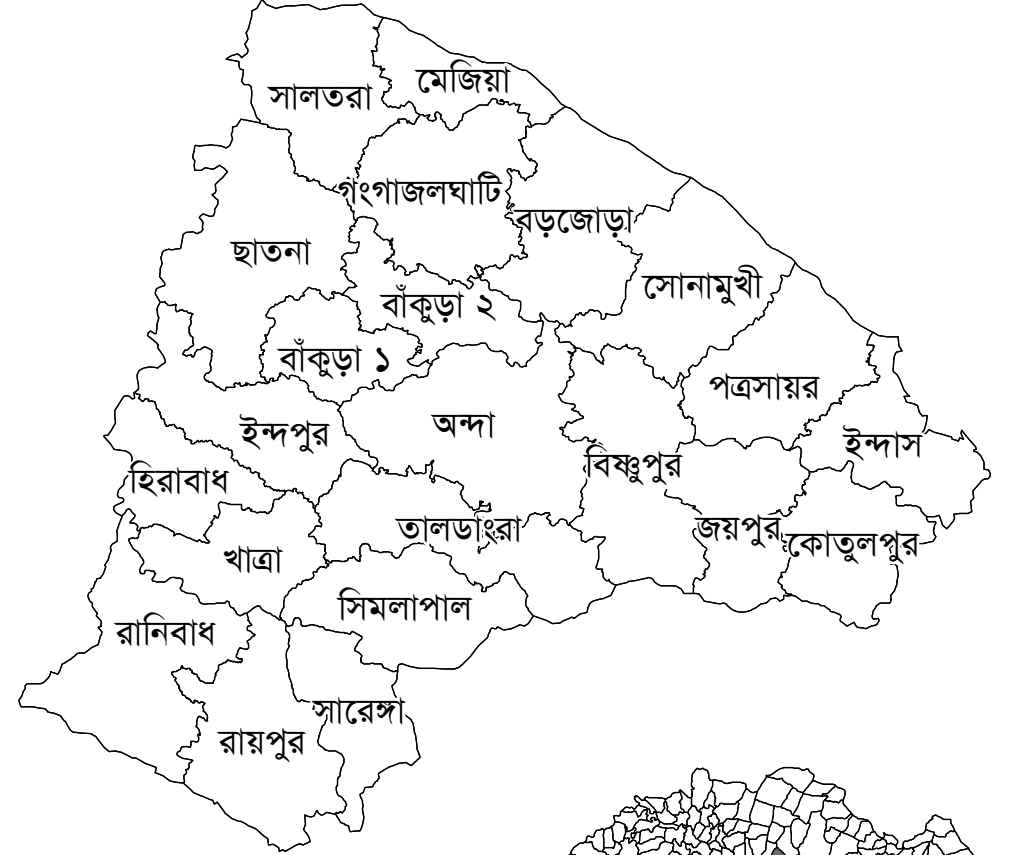 সালতরা
মেজিয়া
গংগাজলঘাটি
বড়জোড়া
ছাতনা
সোনামুখী
বাঁকুড়া ২
বাঁকুড়া ১
পত্রসায়র
অন্দা
ইন্দপুর
ইন্দাস
বিষ্ণুপুর
হিরাবাধ
তালডাংরা
জয়পুর
কোতুলপুর
খাত্রা
সিমলাপাল
রানিবাধ
সারেঙ্গা
রায়পুর